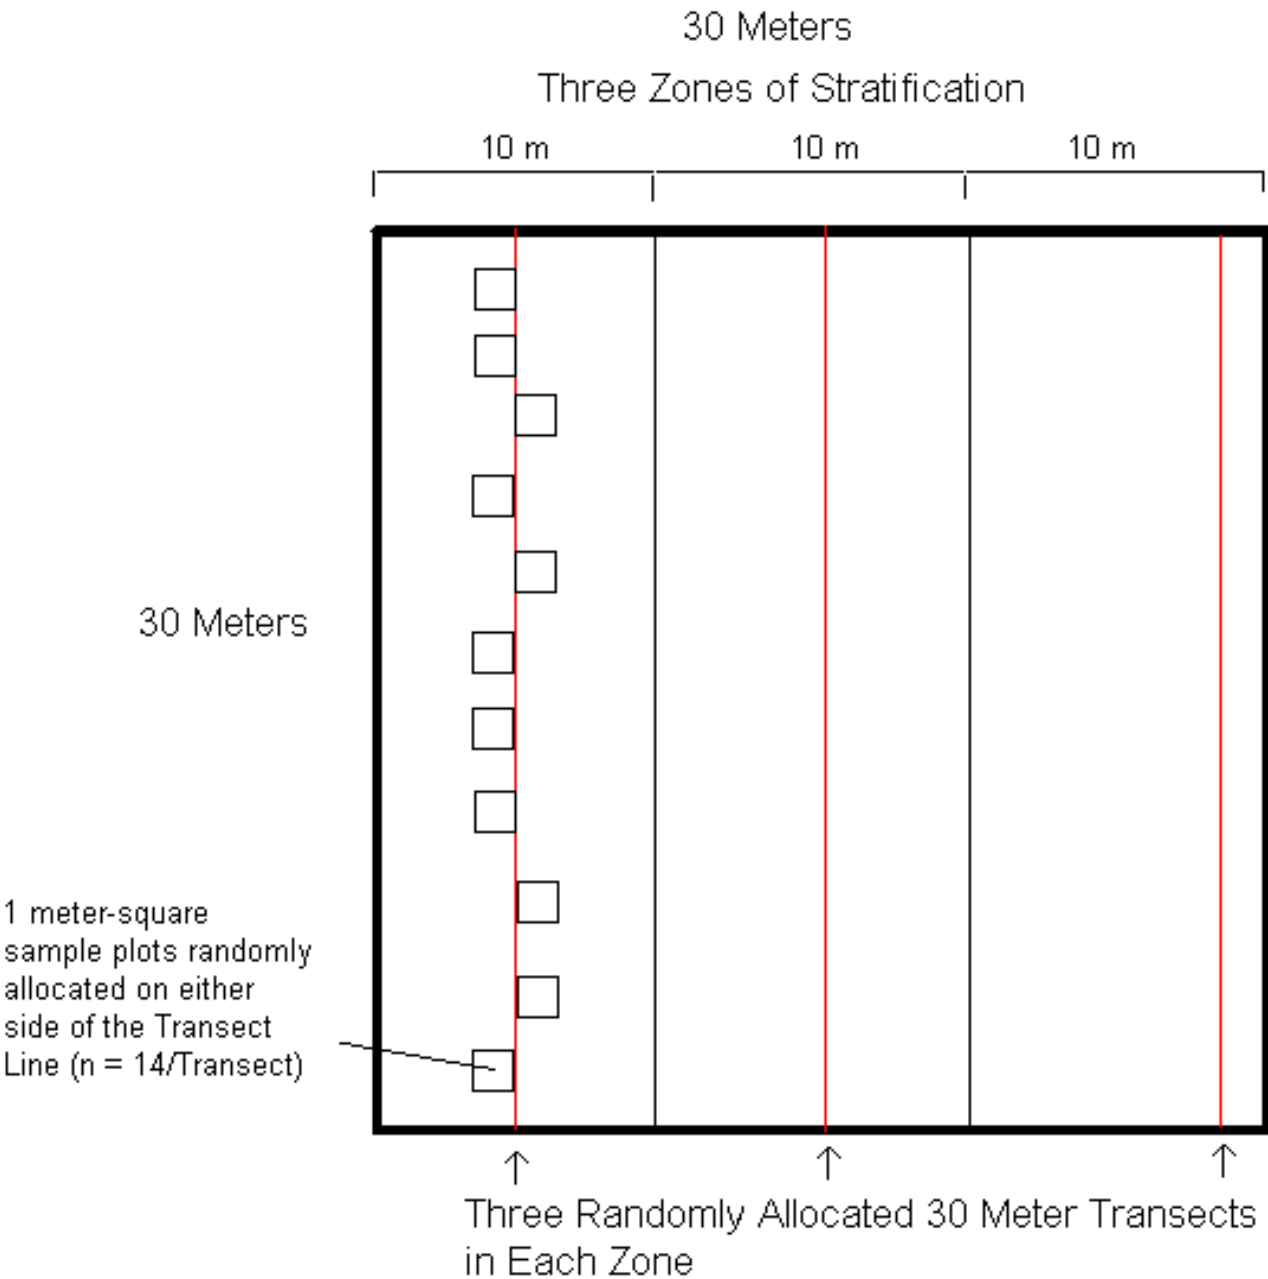 30 Meters
Three Zones of Stratification
10 m
10 m
10 m
30 Meters
1 meter-square
sample plots randomly
allocated on either
side of the Transect
Line (n = 14/Transect)
Three Randomly Allocated 30 Meter Transects
in Each Zone